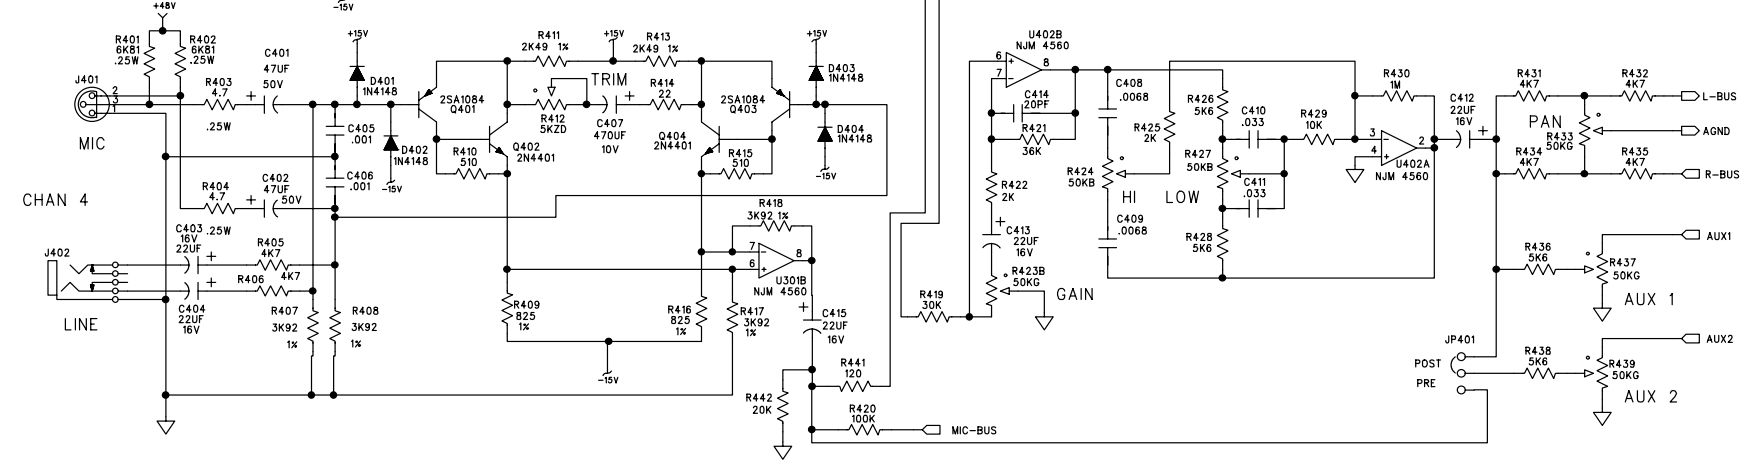 +48V
-15V
R401
6K81
.25W
R402
6K81
.25W
J401
2
3
1
MIC
R403
4.7
.25W
C401
47UF
50V
+
+15V
D401
1N4148
D402
1N4148
-15V
C405
.001
C406
.001
R404
4.7
.25W
C402
47UF
50V
+
CHAN 4
2SA1084
Q401
Q402
2N4401
R410
510
R411
2K49 1%
+15V
R413
2K49 1%
TRIM
R412
5KZD
C407
470UF
10V
+
R414
22
2SA1084
Q403
Q404
2N4401
R415
510
+15V
D403
1N4148
D404
1N4148
-15V
J402
LINE
C403
16V
22UF
+
C404
22UF
16V
+
R405
4K7
R406
4K7
R407
3K92
1%
R408
3K92
1%
R409
825
1%
R416
825
1%
R417
3K92
1%
-15V
R418
3K92 1%
7
6
8
-
+
U301B
NJM 4560
C415
22UF
16V
+
R441
120
R442
20K
R420
100K
MIC-BUS
R419
30K
U402B
NJM 4560
6
7
8
+
-
C414
20PF
R421
36K
R422
2K
C413
22UF
16V
+
R423B
50KG
GAIN
C408
.0068
R424
50KB
HI
C409
.0068
R425
2K
R426
5K6
R427
50KB
LOW
R428
5K6
C410
.033
C411
.033
R429
10K
R430
1M
3
4
2
-
+
U402A
NJM 4560
C412
22UF
16V
+
R431
4K7
R432
4K7
L-BUS
PAN
R433
50KG
AGND
R434
4K7
R435
4K7
R-BUS
R436
5K6
R437
50KG
AUX1
AUX 1
JP401
POST
PRE
R438
5K6
R439
50KG
AUX2
AUX 2